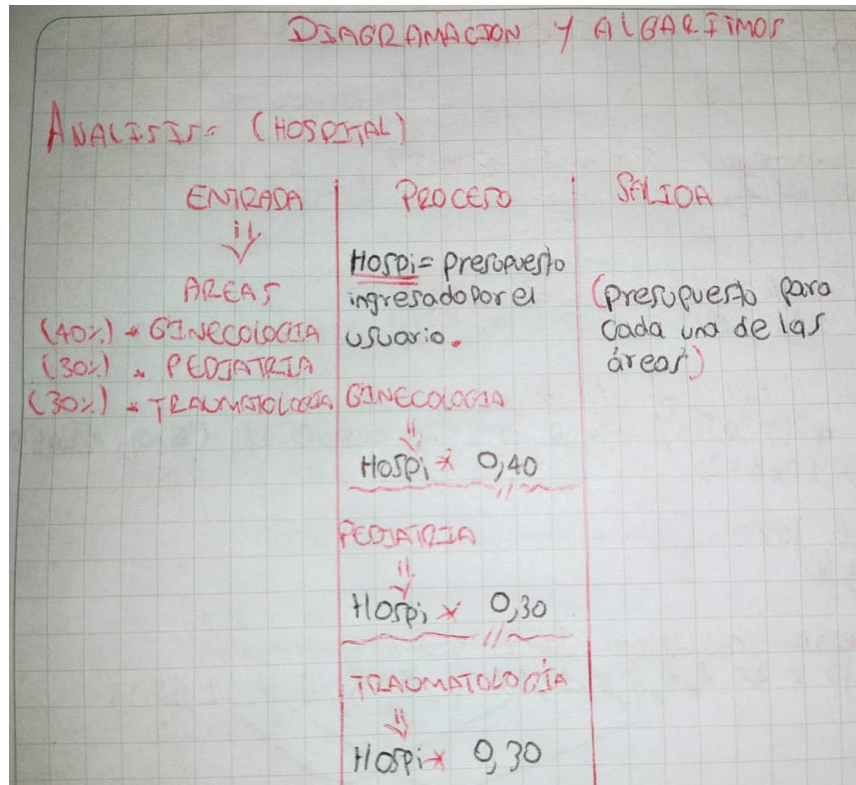 DIAGRAMACION Y ALGARITIMOS
ANALISIS= (HOSPITAL)
ENTRADA
AREAS
(40%) * GINECOLOGIA
(30%) * PEDIATRIA
(30%) * TRAUMATOLOGIA
PROCESO
Hospi= presupuesto
ingresado por el
usuario.
GINECOLOGIA
Hospi * 0,40
PEDIATRIA
Hospi * 0,30
TRAUMATOLOGÍA
Hospi * 0,30
SALIDA
(presupuesto para
cada una de las
áreas)